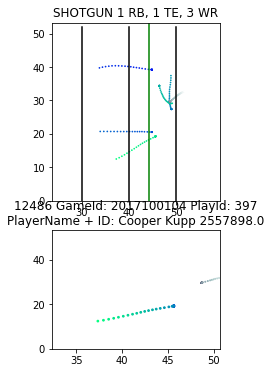 SHOTGUN 1 RB, 1 TE, 3 WR
50
40
30
20
10
0
30 40 50
12486 GameId: 2017100104 PlayId: 397
PlayerName + ID: Cooper Kupp 2557898.0
40
20
0
35 40 45 50